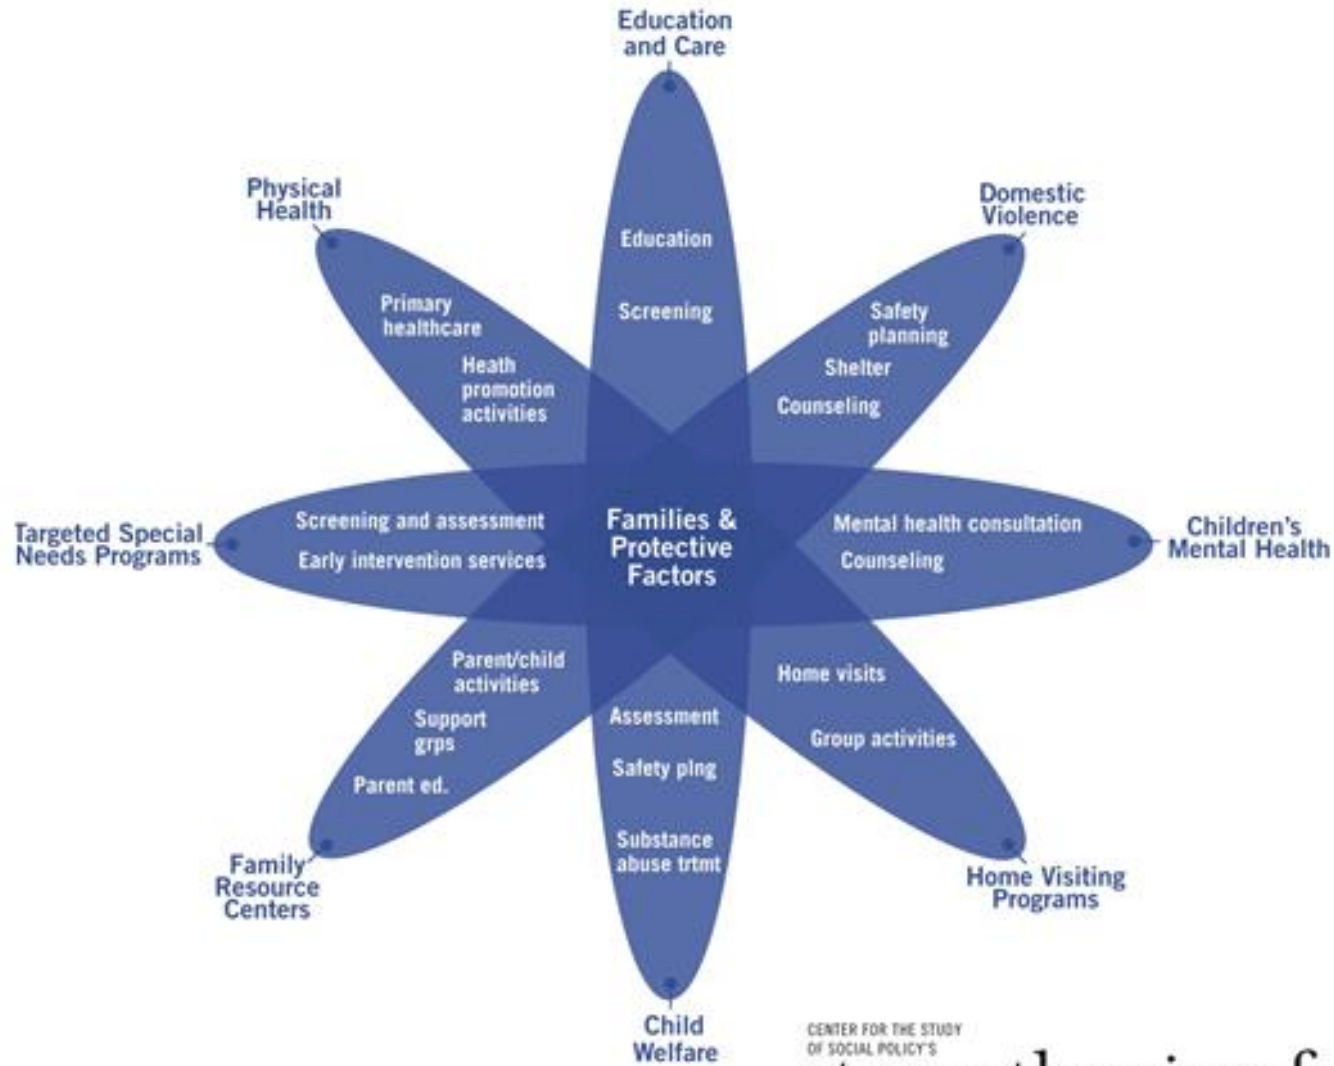 Education
and Care
Physical
Health
Domestic
Violence
Education
Screening
Primary
healthcare
Heath
promotion
activities
Safety
planning
Shelter
Counseling
Targeted Special
Needs Programs
Screening and assessment
Early intervention services
Families &
Protective
Factors
Mental health consultation
Counseling
Children's
Mental Health
Parent/child
activities
Support
grps
Parent ed.
Assessment
Safety plng
Substance
abuse trtmt
Home visits
Group activities
Family
Resource
Centers
Home Visiting
Programs
Child
Welfare
CENTER FOR THE STUDY
OF SOCIAL POLICY'S